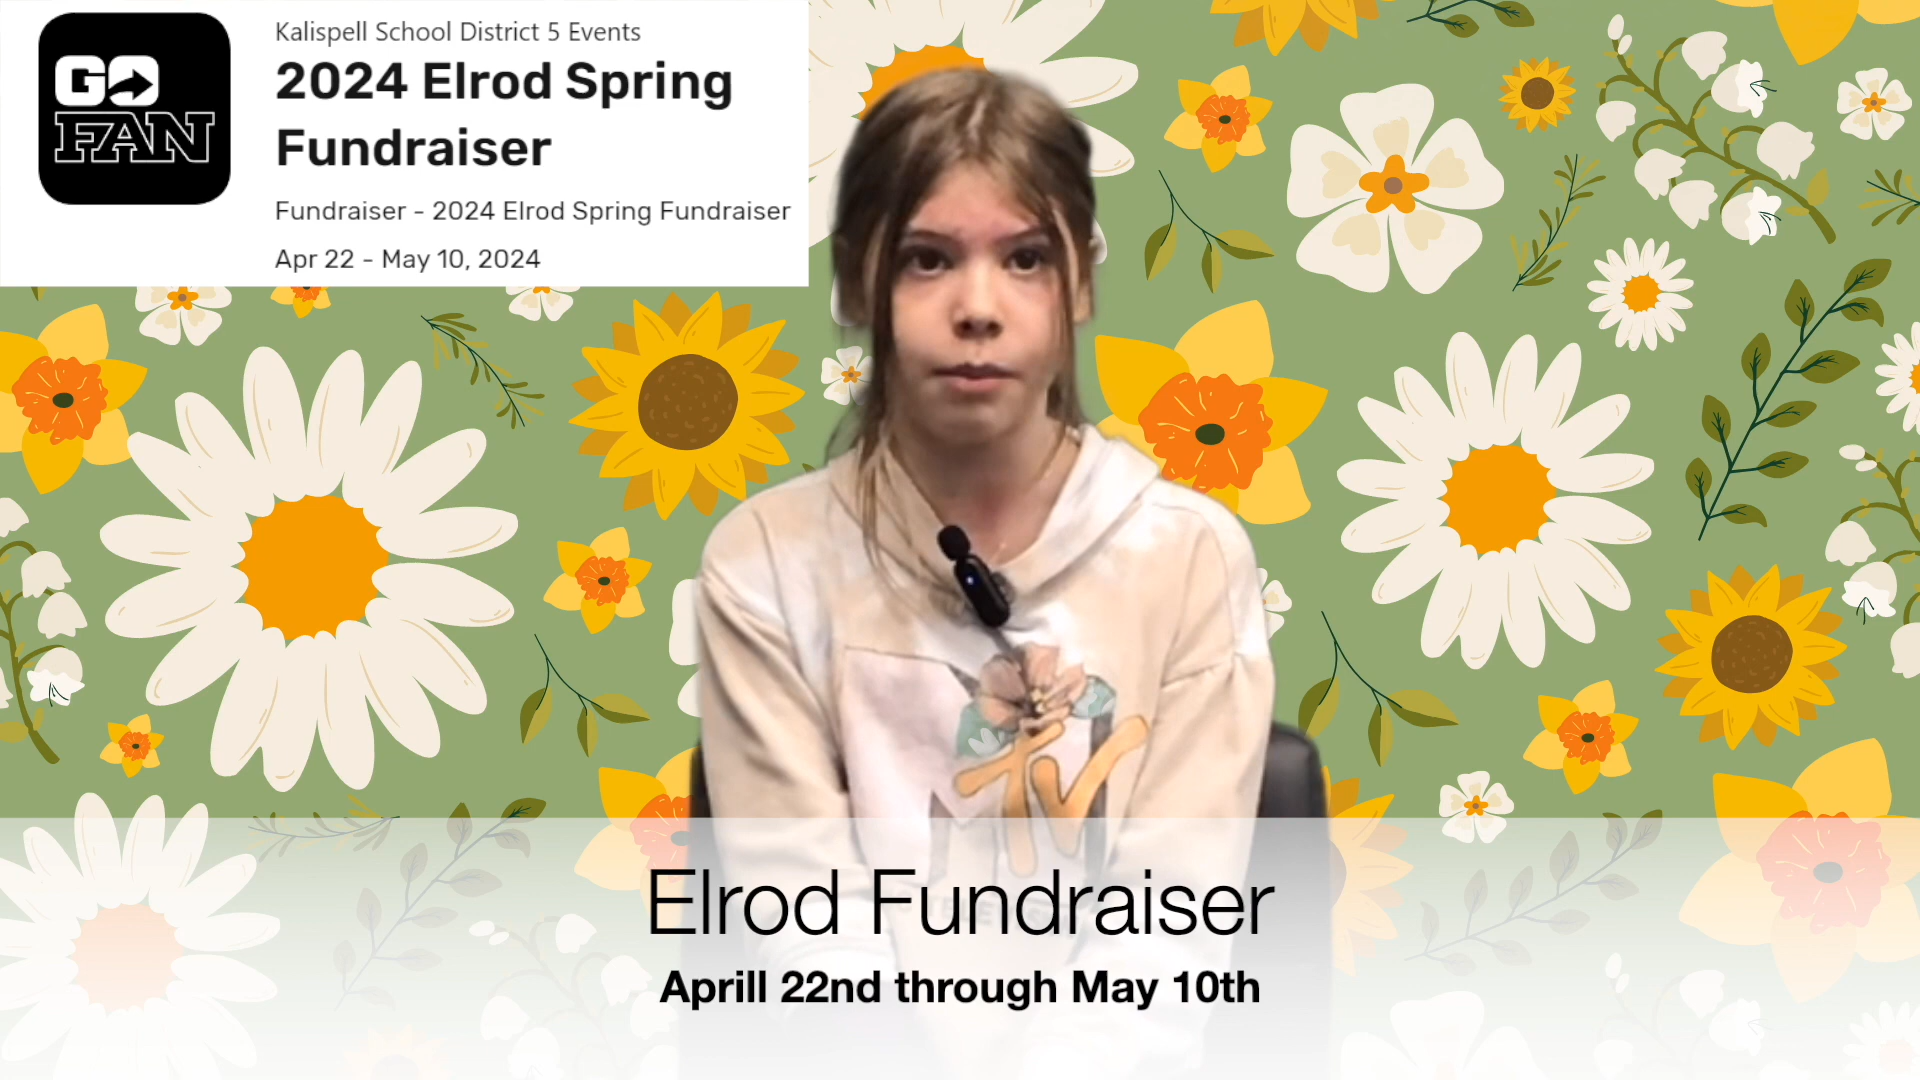 GO
FAN
Kalispell School District 5 Events
2024 Elrod Spring
Fundraiser
Fundraiser - 2024 Elrod Spring Fundraiser
Apr 22 - May 10, 2024
M
TV
Elrod Fundraiser
Aprill 22nd through May 10th